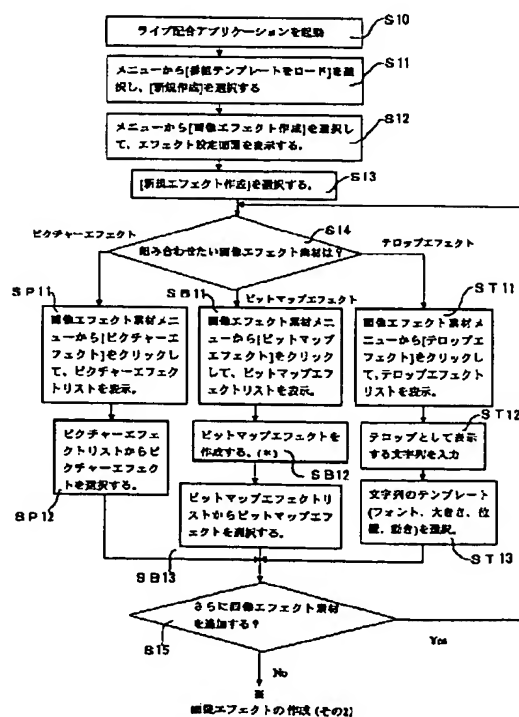 ライブ配合アプリケーションを起動
S10
メニューから[番組テンプレートをロード]を選
択し、[新規作成]を選択する
S11
メニューから[画像エフェクト作成]を選択し
て、エフェクト設定画面を表示する。
S12
[新規エフェクト作成]を選択する。
S13
S14
組み合わせたい画像エフェクト素材は？
ピクチャーエフェクト
ビットマップエフェクト
テロップエフェクト
SP11
画像エフェクト素材メニュー
から[ピクチャー
エフェクト]をクリックし
て、ピクチャーエフェ
クトリストを表示。
SB11
画像エフェクト素材メ
ニューから[ビットマップ
エフェクト]をクリックし
て、ビットマップエフェ
クトリストを表示。
ST11
画像エフェクト素材メ
ニューから[テロップエ
フェクト]をクリックし
て、テロップエフェクト
リストを表示。
ピクチャーエフェ
クトリストからピ
クチャーエフェク
トを選択する。
SP12
ビットマップエフェクトを
作成する。(*)
SB12
ビットマップエフェクトリ
ストからビットマップエフ
ェクトを選択する。
SB13
ST12
テロップとして表示
する文字列を入力
文字列のテンプレート
(フォント、大きさ、位
置、動き)を選択。
ST13
さらに画像エフェクト素材
を追加する？
S15
Yes
No
※
画像エフェクトの作成(その2)